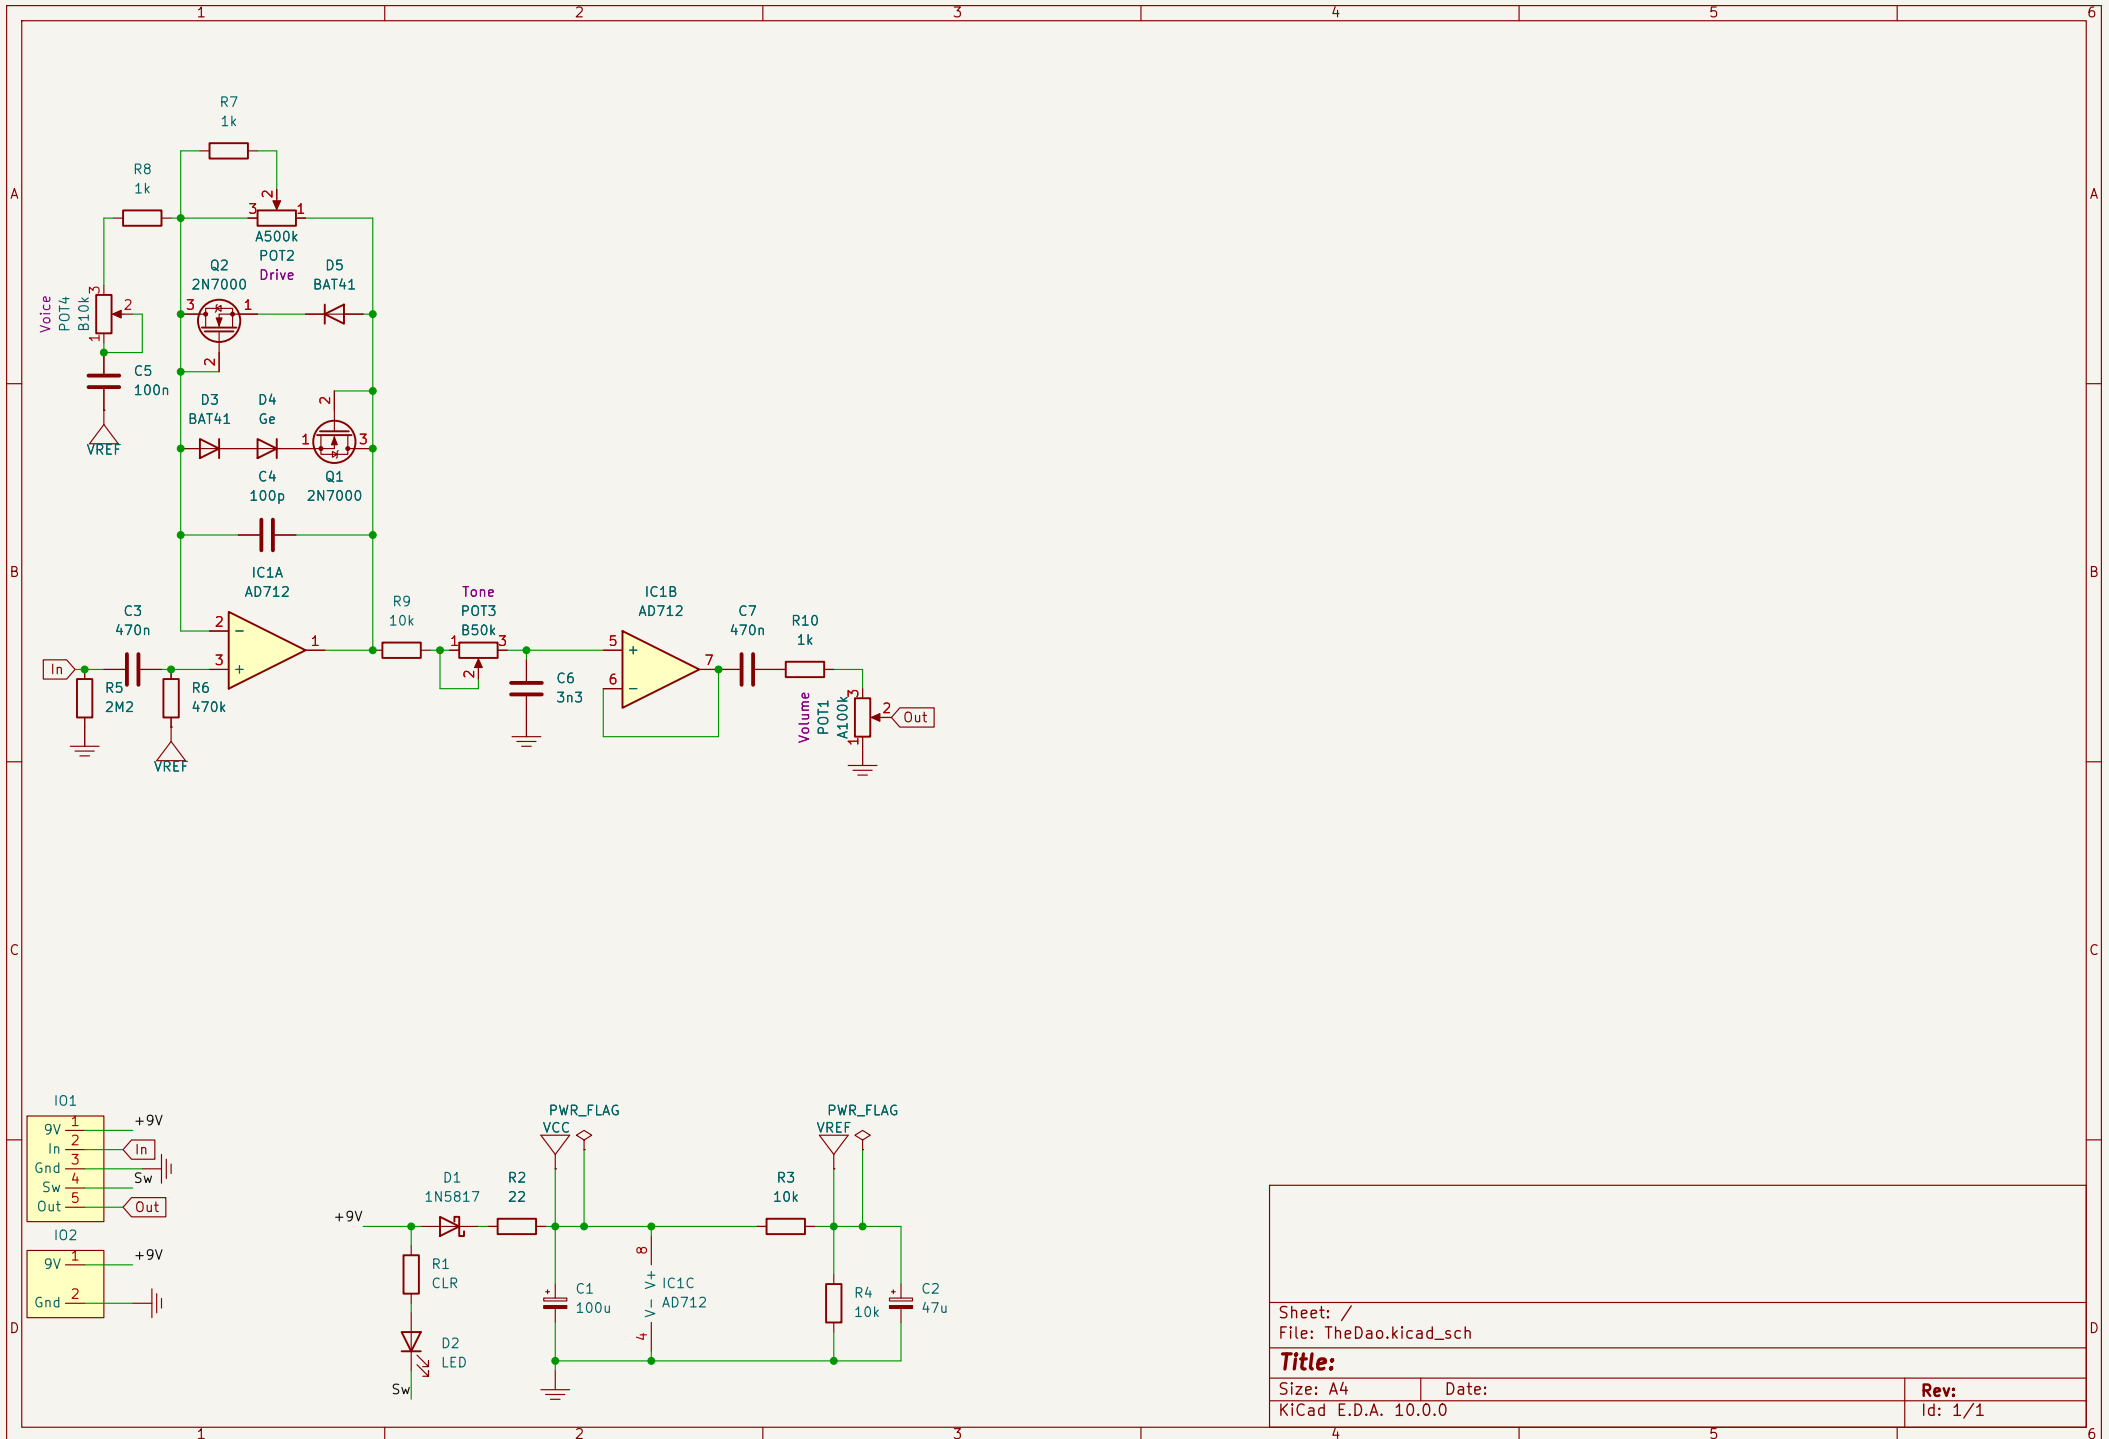 1 2 3 4 5 6
R7
1k
R8
1k
2
3 1
A500k
POT2
Drive
Q2
2N7000
D5
BAT41
3 1
2
Voice
POT4
B10k
3
2
1
C5
100n
VREF
D3
BAT41
D4
Ge
2
1 3
Q1
2N7000
C4
100p
IC1A
AD712
2
3
1
− +
C3
470n
In
R5
2M2
R6
470k
VREF
R9
10k
Tone
POT3
B50k
1 3
2
C6
3n3
IC1B
AD712
5
6
7
+ −
C7
470n
R10
1k
Volume
POT1
A100k
3
2
1
Out
A A
B B
C C
D D
IO1
9V 1 +9V
In 2 In
Gnd 3
Sw 4 Sw
Out 5 Out
IO2
9V 1 +9V
Gnd 2
+9V
D1
1N5817
R2
22
R1
CLR
D2
LED
Sw
PWR_FLAG
VCC
C1
100u
8
V+
V−
4
IC1C
AD712
R3
10k
PWR_FLAG
VREF
R4
10k
C2
47u
Sheet: /
File: TheDao.kicad_sch
Title:
Size: A4 Date: Rev:
KiCad E.D.A. 10.0.0 Id: 1/1
1 2 3 4 5 6